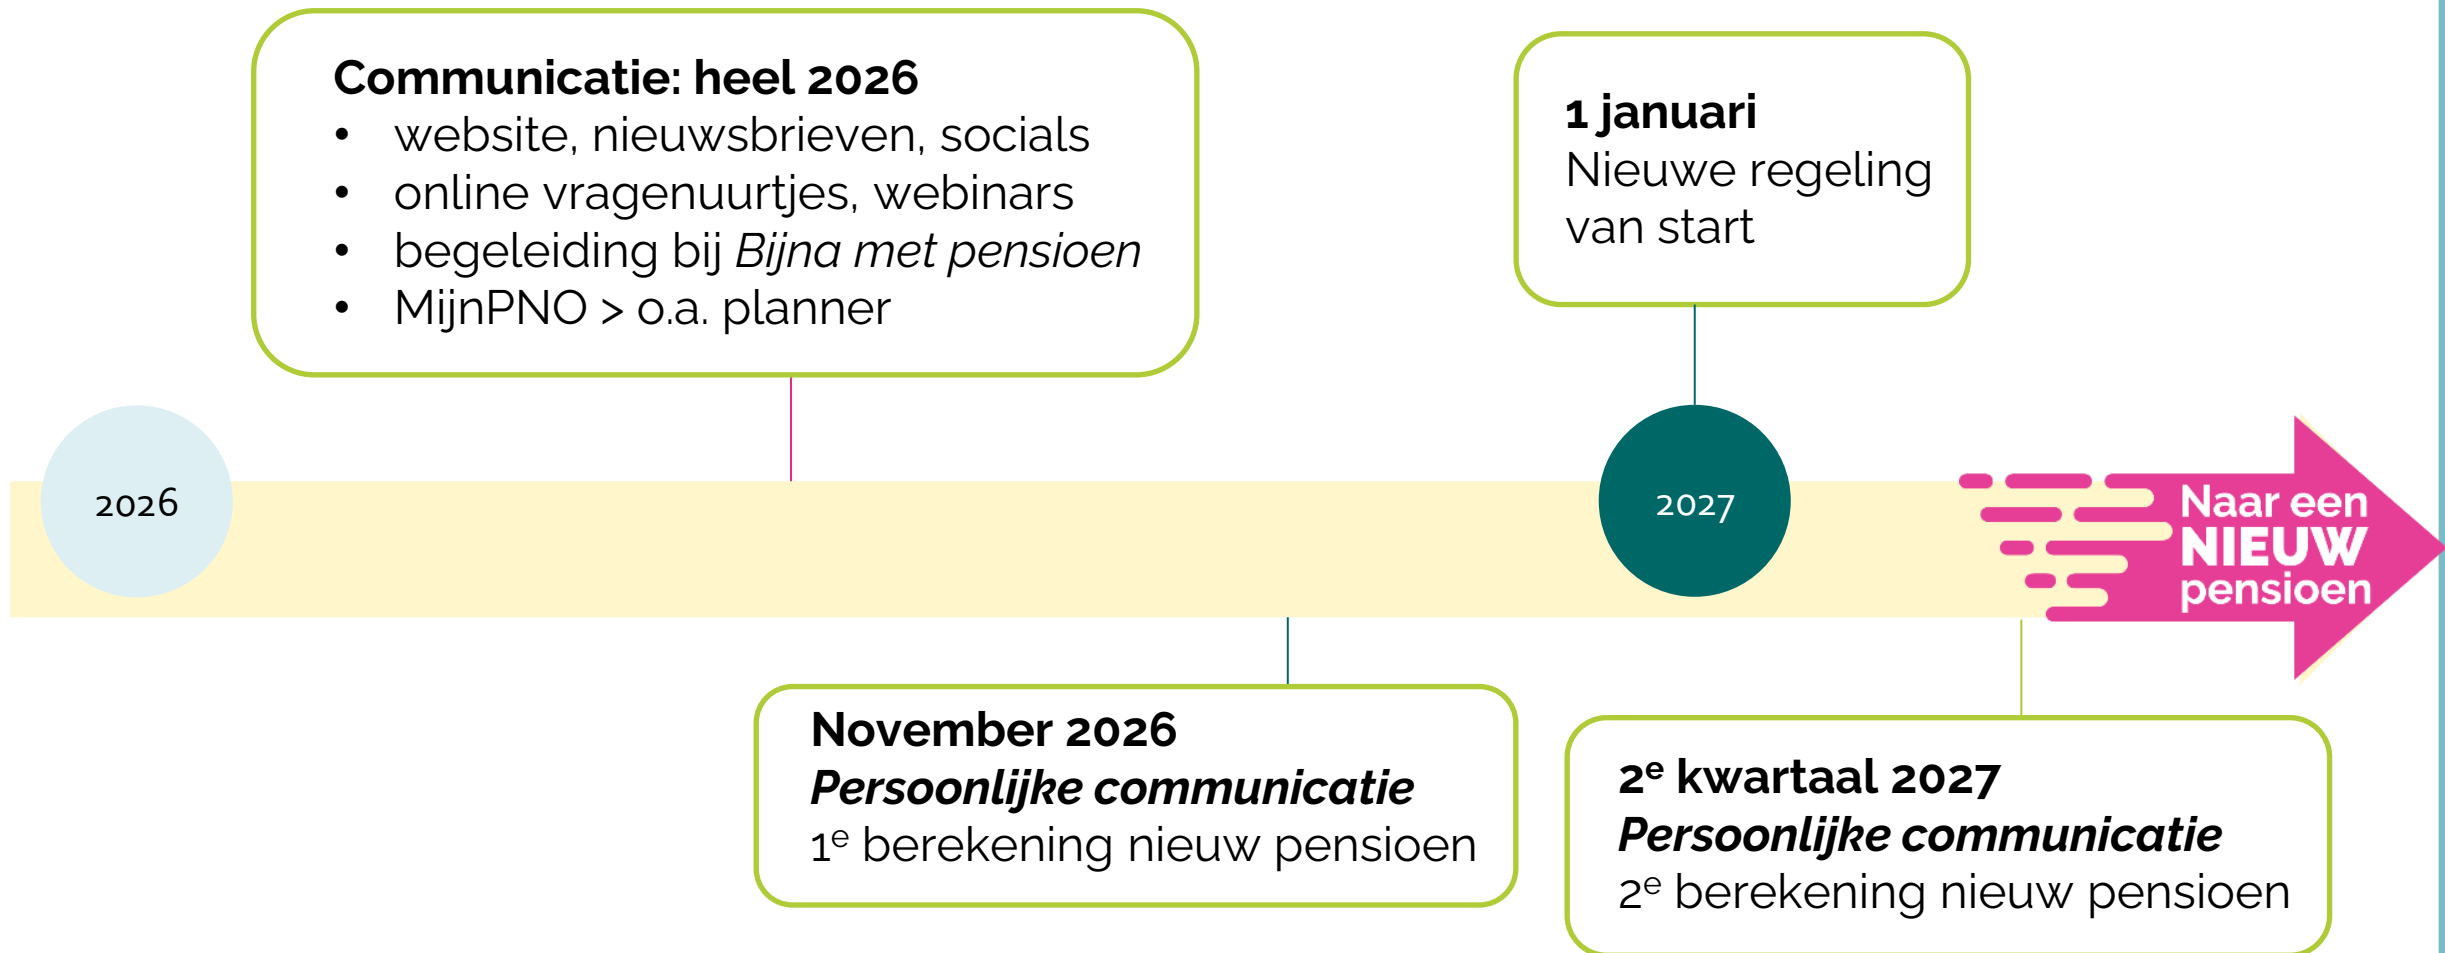 Communicatie: heel 2026
• website, nieuwsbrieven, socials
• online vragenuurtjes, webinars
• begeleiding bij Bijna met pensioen
• MijnPNO > o.a. planner
1 januari
Nieuwe regeling
van start
2026
2027
Naar een
NIEUW
pensioen
November 2026
Persoonlijke communicatie
1e berekening nieuw pensioen
2e kwartaal 2027
Persoonlijke communicatie
2e berekening nieuw pensioen